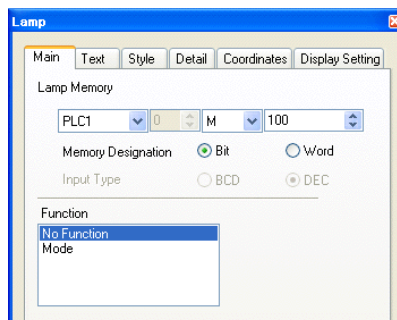 Lamp
Main Text Style Detail Coordinates Display Setting
Lamp Memory
PLC1 0 M 100
Memory Designation Bit Word
Input Type BCD DEC
Function
No Function
Mode